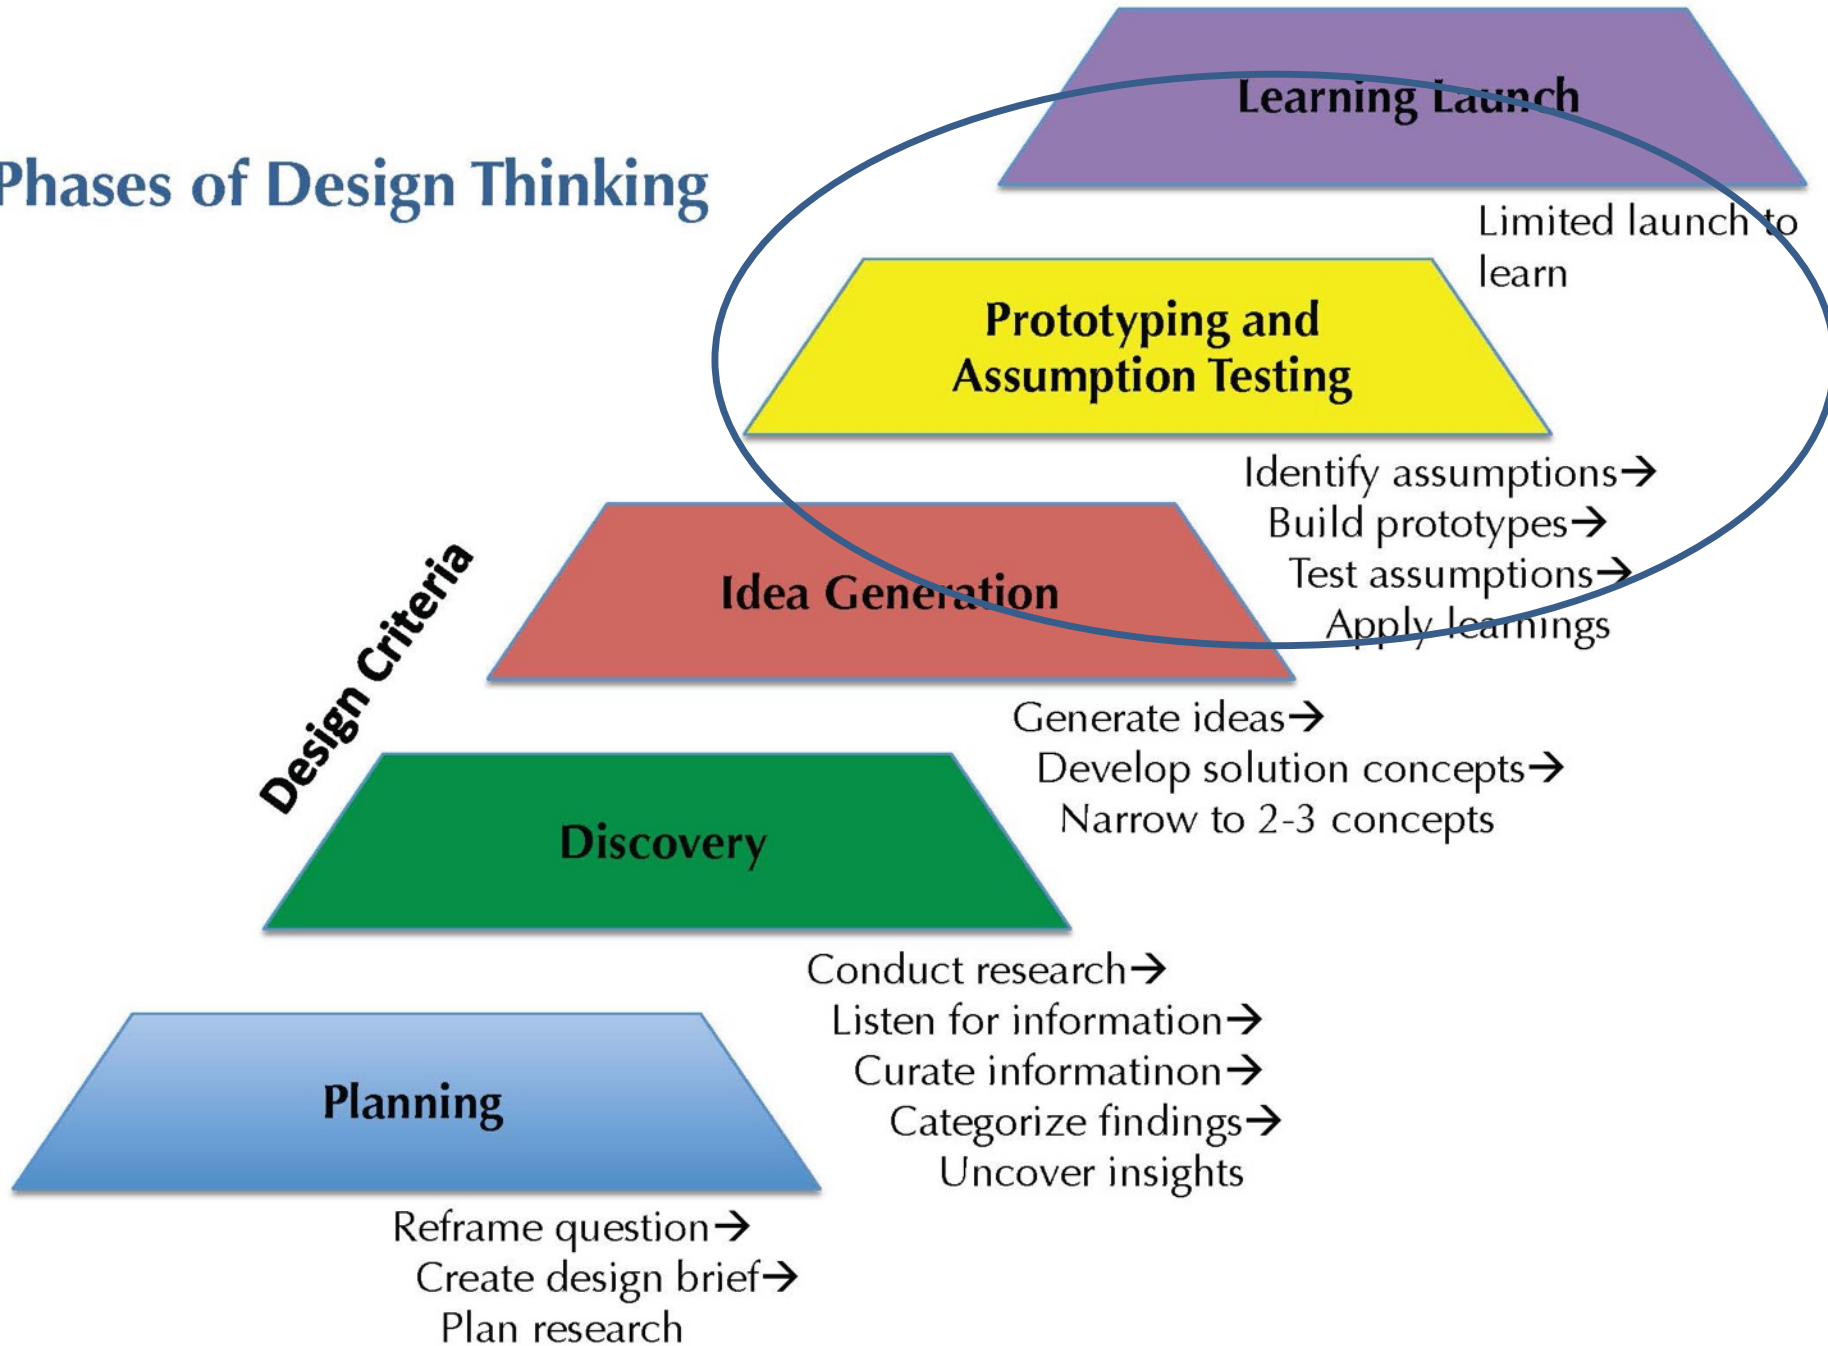 Learning Launch
Phases of Design Thinking
Limited launch to
learn
Prototyping and
Assumption Testing
Identify assumptions→
Build prototypes→
Test assumptions→
Apply learnings
Idea Generation
Design Criteria
Generate ideas→
Develop solution concepts→
Narrow to 2-3 concepts
Discovery
Conduct research→
Listen for information→
Curate informatinon→
Categorize findings→
Uncover insights
Planning
Reframe question→
Create design brief→
Plan research